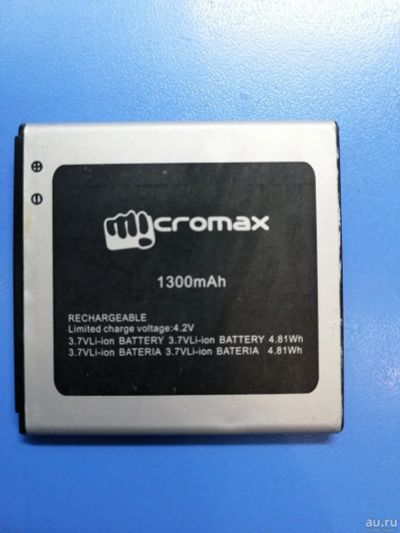 cromax
1300mAh
RECHARGEABLE
Limited charge voltage:4.2V
3.7VLi-ion BATTERY 3.7VLi-ion BATTERY 4.81Wh
3.7VLi-ion BATERIA 3.7VLi-ion BATERIA 4.81Wh
au.ru